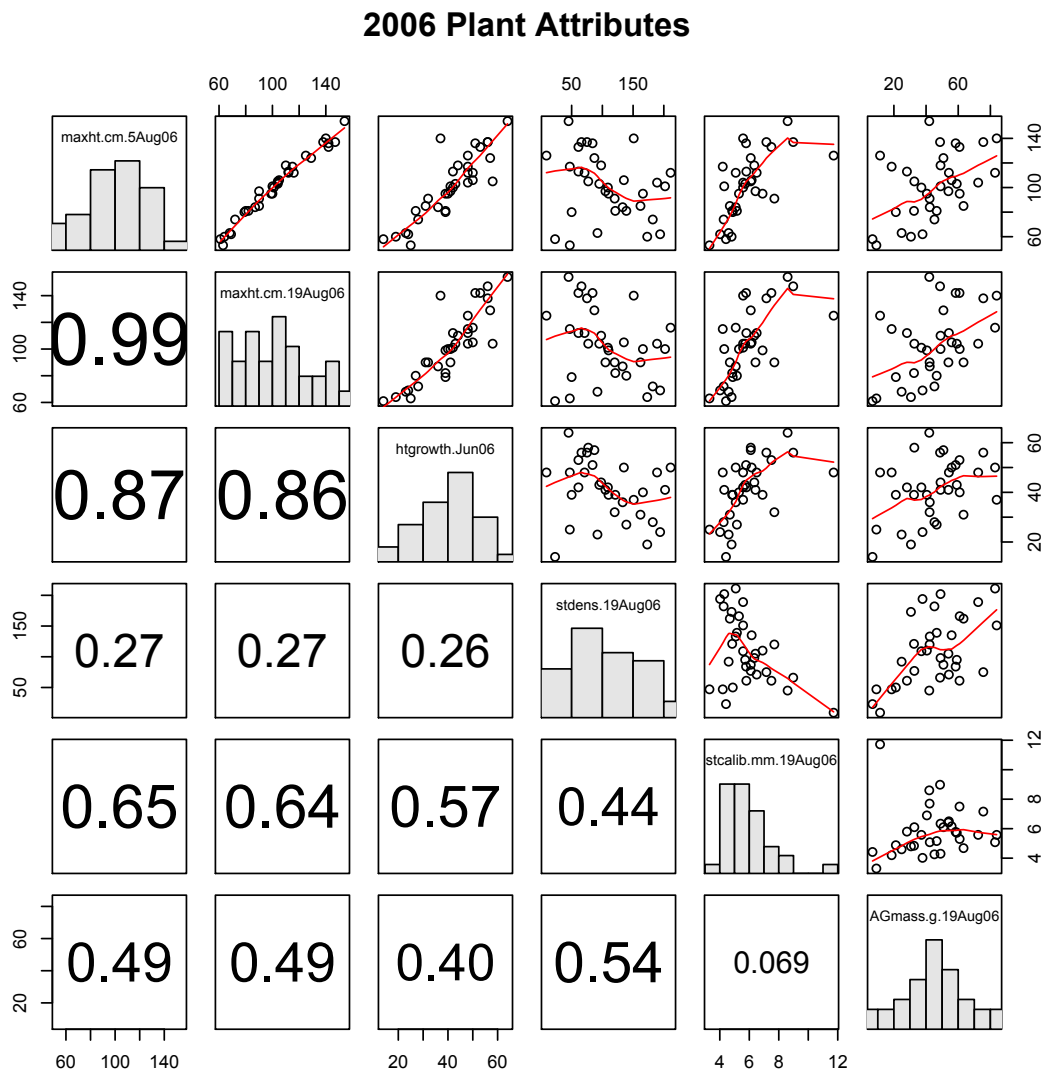 2006 Plant Attributes
60 100 140
50 150
20 60
maxht.cm.5Aug06
60 100 140
60 100 140
0.99
maxht.cm.19Aug06
0.87
0.86
htgrowth.Jun06
20 40 60
50 150
0.27
0.27
0.26
stdens.19Aug06
0.65
0.64
0.57
0.44
stcalib.mm.19Aug06
4 6 8 12
20 60
0.49
0.49
0.40
0.54
0.069
AGmass.g.19Aug06
60 100 140
20 40 60
4 6 8 12